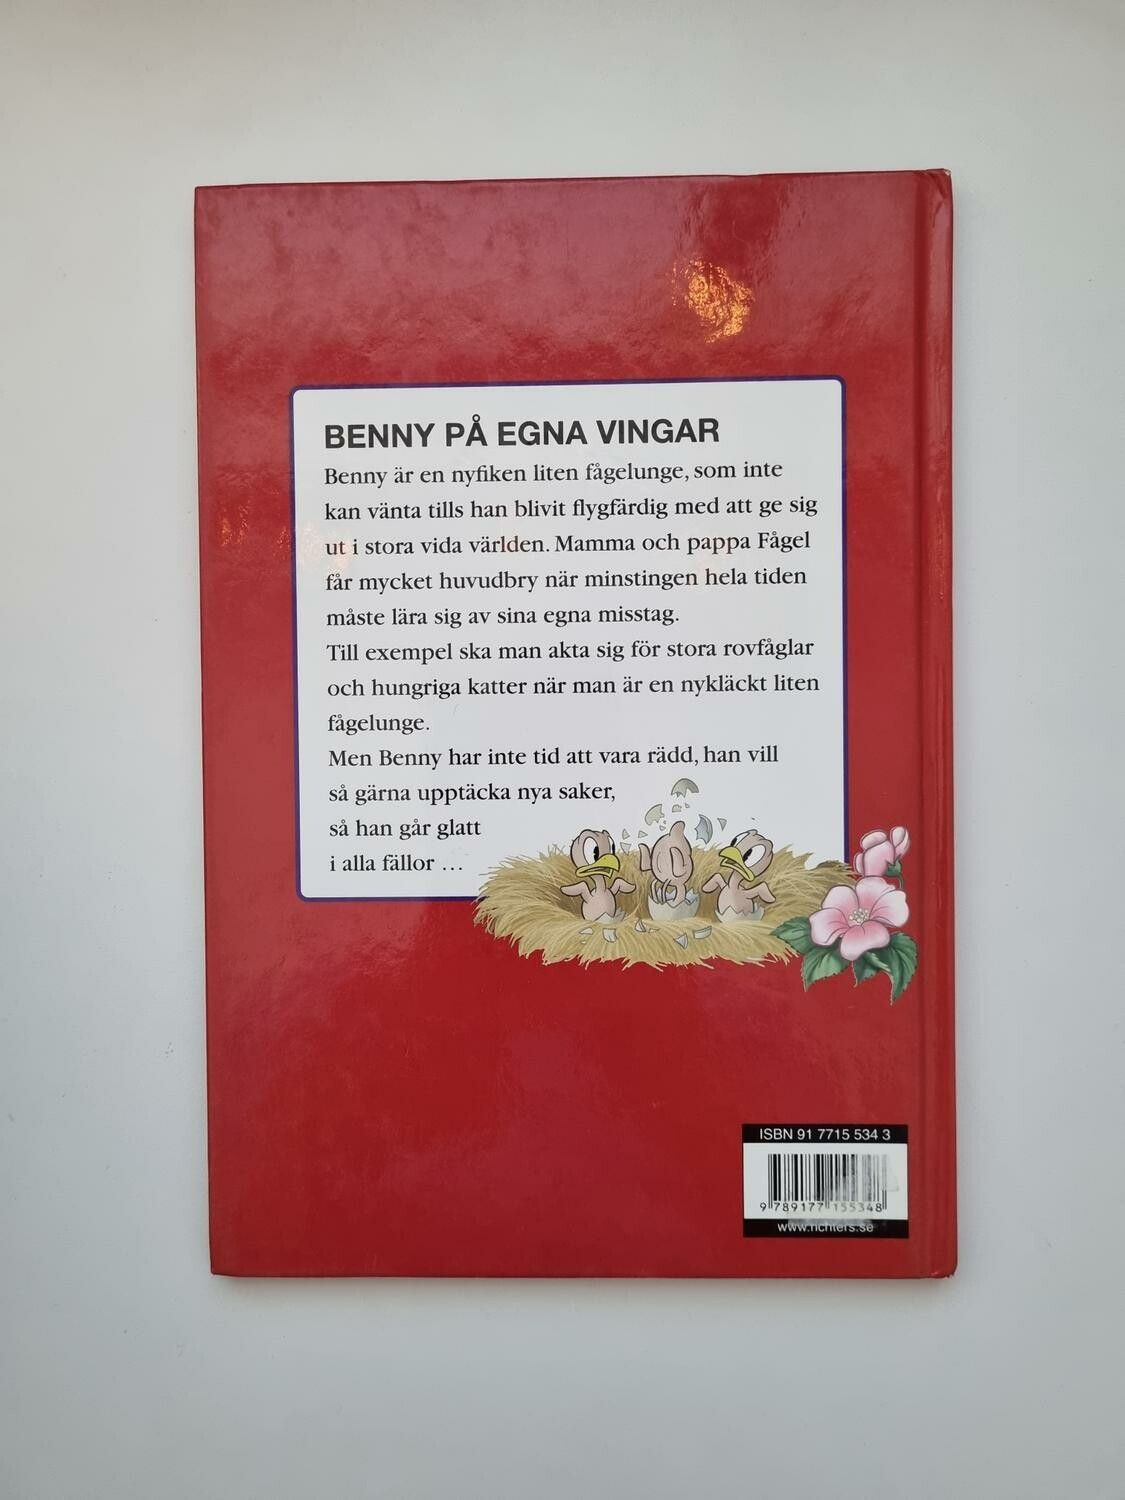 BENNY PÅ EGNA VINGAR
Benny är en nyfiken liten fågelunge, som inte
kan vänta tills han blivit flygfärdig med att ge sig
ut i stora vida världen. Mamma och pappa Fågel
får mycket huvudbry när minstingen hela tiden
måste lära sig av sina egna misstag.
Till exempel ska man akta sig för stora rovfåglar
och hungriga katter när man är en nykläckt liten
fågelunge.
Men Benny har inte tid att vara rädd, han vill
så gärna upptäcka nya saker,
så han går glatt
i alla fällor …
ISBN 91 7715 534 3
9 789177 155348
www.richters.se